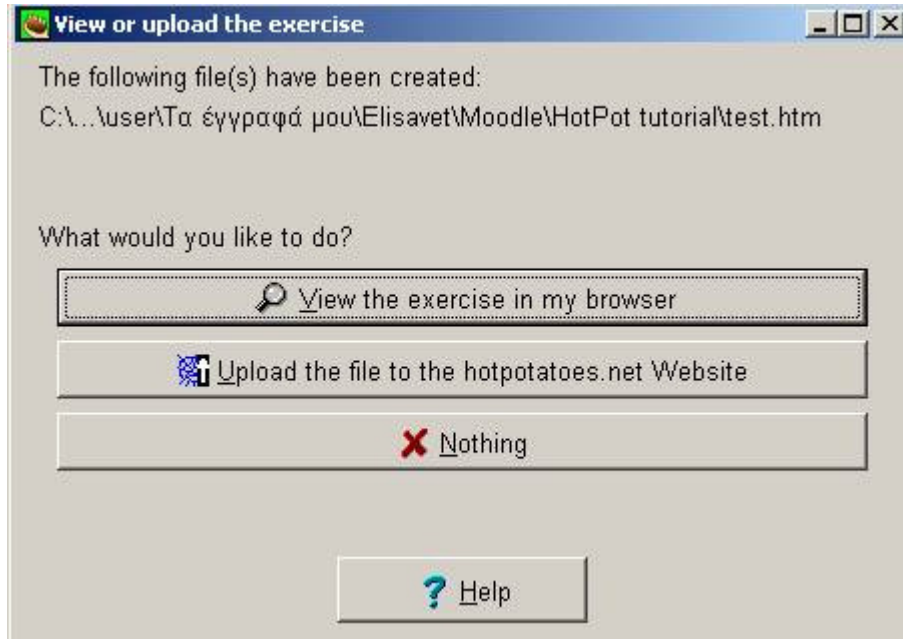 View or upload the exercise
The following file(s) have been created:
C:\...\user\Τα έγγραφά μου\Elisavet\Moodle\HotPot tutorial\test.htm
What would you like to do?
View the exercise in my browser
Upload the file to the hotpotatoes.net Website
Nothing
? Help